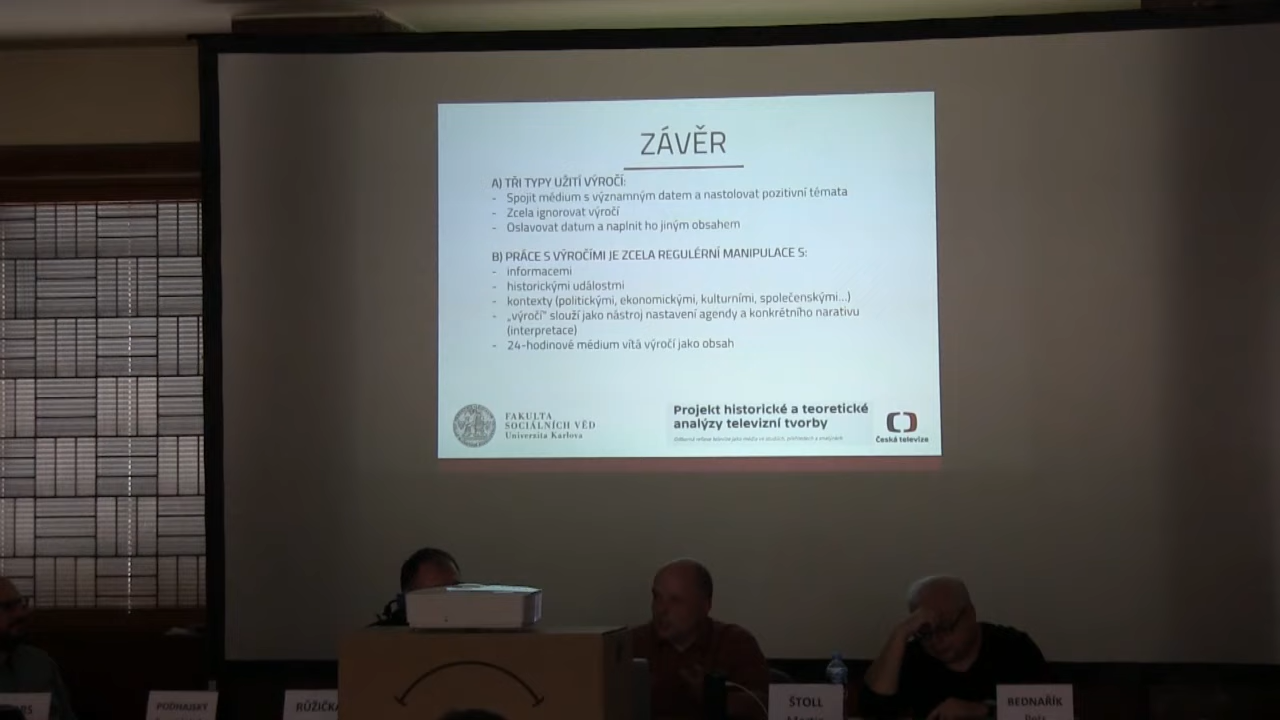 ZÁVĚR
A) TŘI TYPY UŽITÍ VÝROČÍ:
- Spojit médium s významným datem a nastolovat pozitivní témata
- Zcela ignorovat výročí
- Oslavovat datum a naplnit ho jiným obsahem
B) PRÁCE S VÝROČÍMI JE ZCELA REGULÉRNÍ MANIPULACE S:
- informacemi
- historickými událostmi
- kontexty (politickými, ekonomickými, kulturními, společenskými...)
- „výročí" slouží jako nástroj nastavení agendy a konkrétního narativu
(interpretace)
- 24-hodinové médium vítá výročí jako obsah
FAKULTA
SOCIÁLNÍCH VĚD
Univerzita Karlova
Projekt historické a teoretické
analýzy televizní tvorby
Česká televize
PODNAJSKÝ
RŮŽIČKA
ŠTOLL
Martin
BEDNAŘÍK
Petr